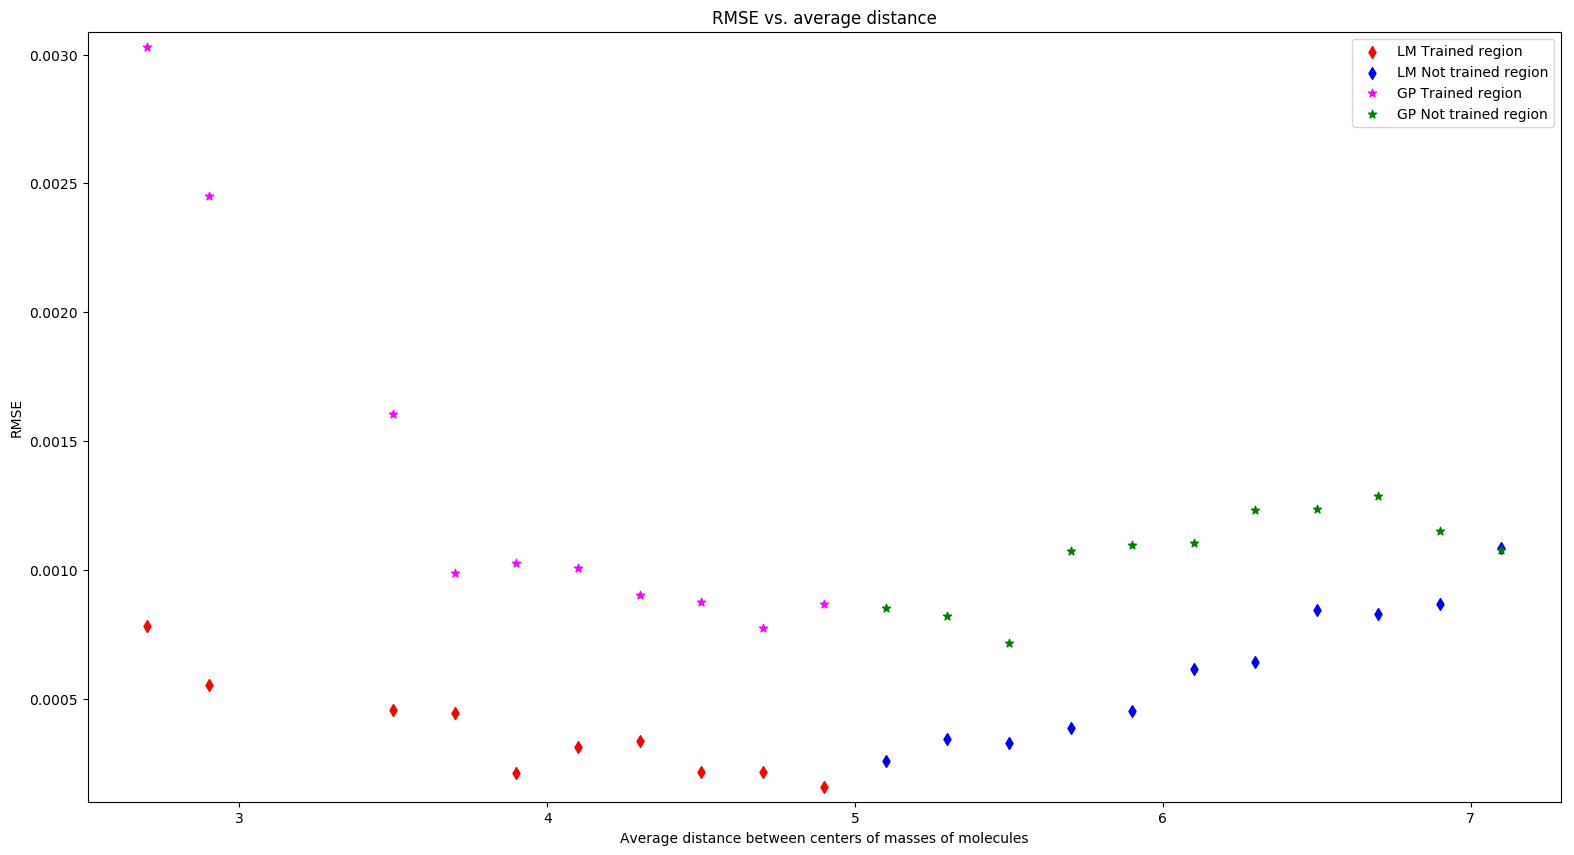 RMSE vs. average distance
LM Trained region
LM Not trained region
GP Trained region
GP Not trained region
0.0030
0.0025
0.0020
0.0015
0.0010
0.0005
RMSE
3 4 5 6 7
Average distance between centers of masses of molecules